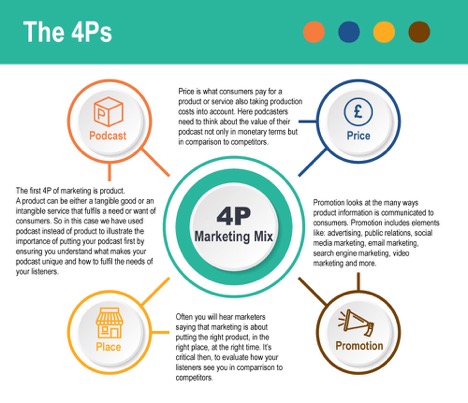 The 4Ps
P
Podcast
Price is what consumers pay for a
product or service also taking production
costs into account. Here podcasters
need to think about the value of their
podcast not only in monetary terms but
in comparison to competitors.
£
Price
The first 4P of marketing is product.
A product can be either a tangible good or an
intangible service that fulfils a need or want of
consumers. So in this case we have used
podcast instead of product to illustrate the
importance of putting your podcast first by
ensuring you understand what makes your
podcast unique and how to fulfil the needs of
your listeners.
4P
Marketing Mix
Promotion looks at the many ways
product information is communicated to
consumers. Promotion includes elements
like: advertising, public relations, social
media marketing, email marketing,
search engine marketing, video
marketing and more.
Place
Often you will hear marketers
saying that marketing is about
putting the right product, in the right
place, at the right time. It's
critical then, to evaluate how your
listeners see you in comparrison to
competitors
Promotion